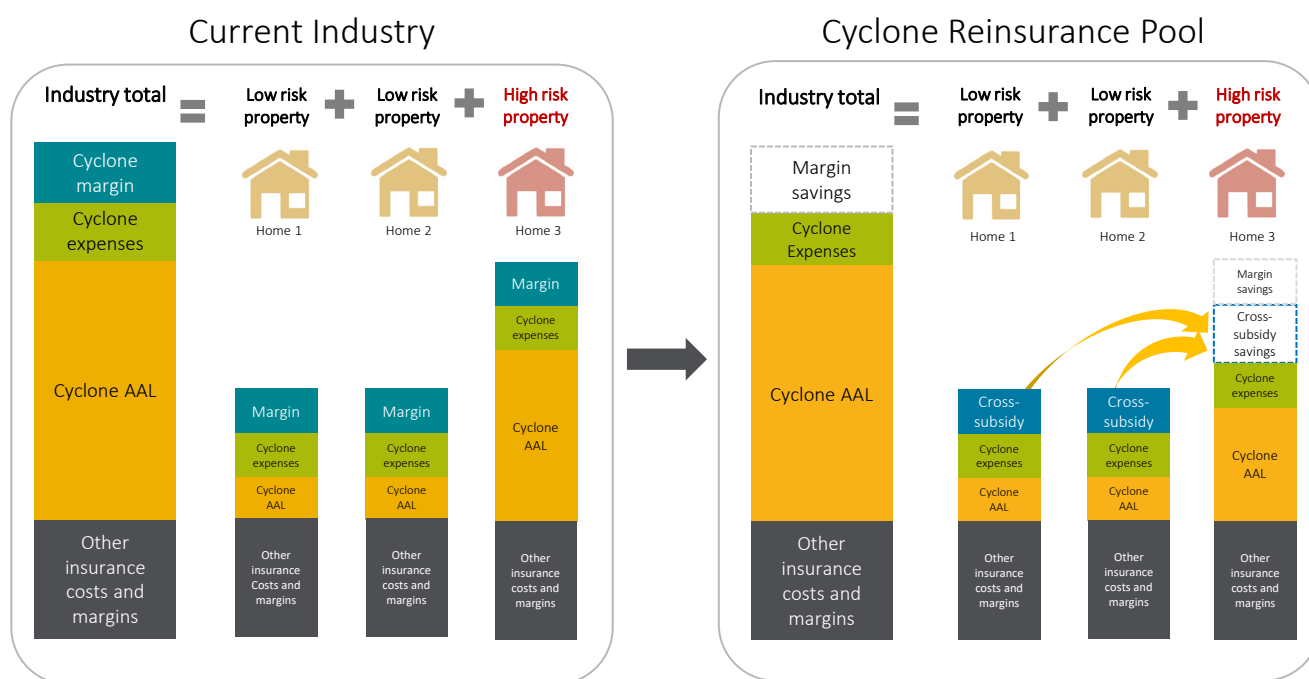 Current Industry
Industry total
=
Low risk
property
+
Low risk
property
+
High risk
property
Home 1
Home 2
Home 3
Cyclone
margin
Cyclone
expenses
Cyclone AAL
Other
insurance
costs and
margins
Margin
Cyclone
expenses
Cyclone
AAL
Other
insurance
Costs and
margins
Margin
Cyclone
expenses
Cyclone
AAL
Other
insurance
costs and
margins
Margin
Cyclone
expenses
Cyclone
AAL
Other
insurance
costs and
margins
Cyclone Reinsurance Pool
Industry total
=
Low risk
property
+
Low risk
property
+
High risk
property
Home 1
Home 2
Home 3
Margin
savings
Cyclone
Expenses
Cyclone AAL
Other
insurance
costs and
margins
Cross-
subsidy
Cyclone
expenses
Cyclone
AAL
Other
insurance
costs and
margins
Cross-
subsidy
Cyclone
expenses
Cyclone
AAL
Other
insurance
costs and
margins
Margin
savings
Cross-
subsidy
savings
Cyclone
expenses
Cyclone
AAL
Other
insurance
costs and
margins